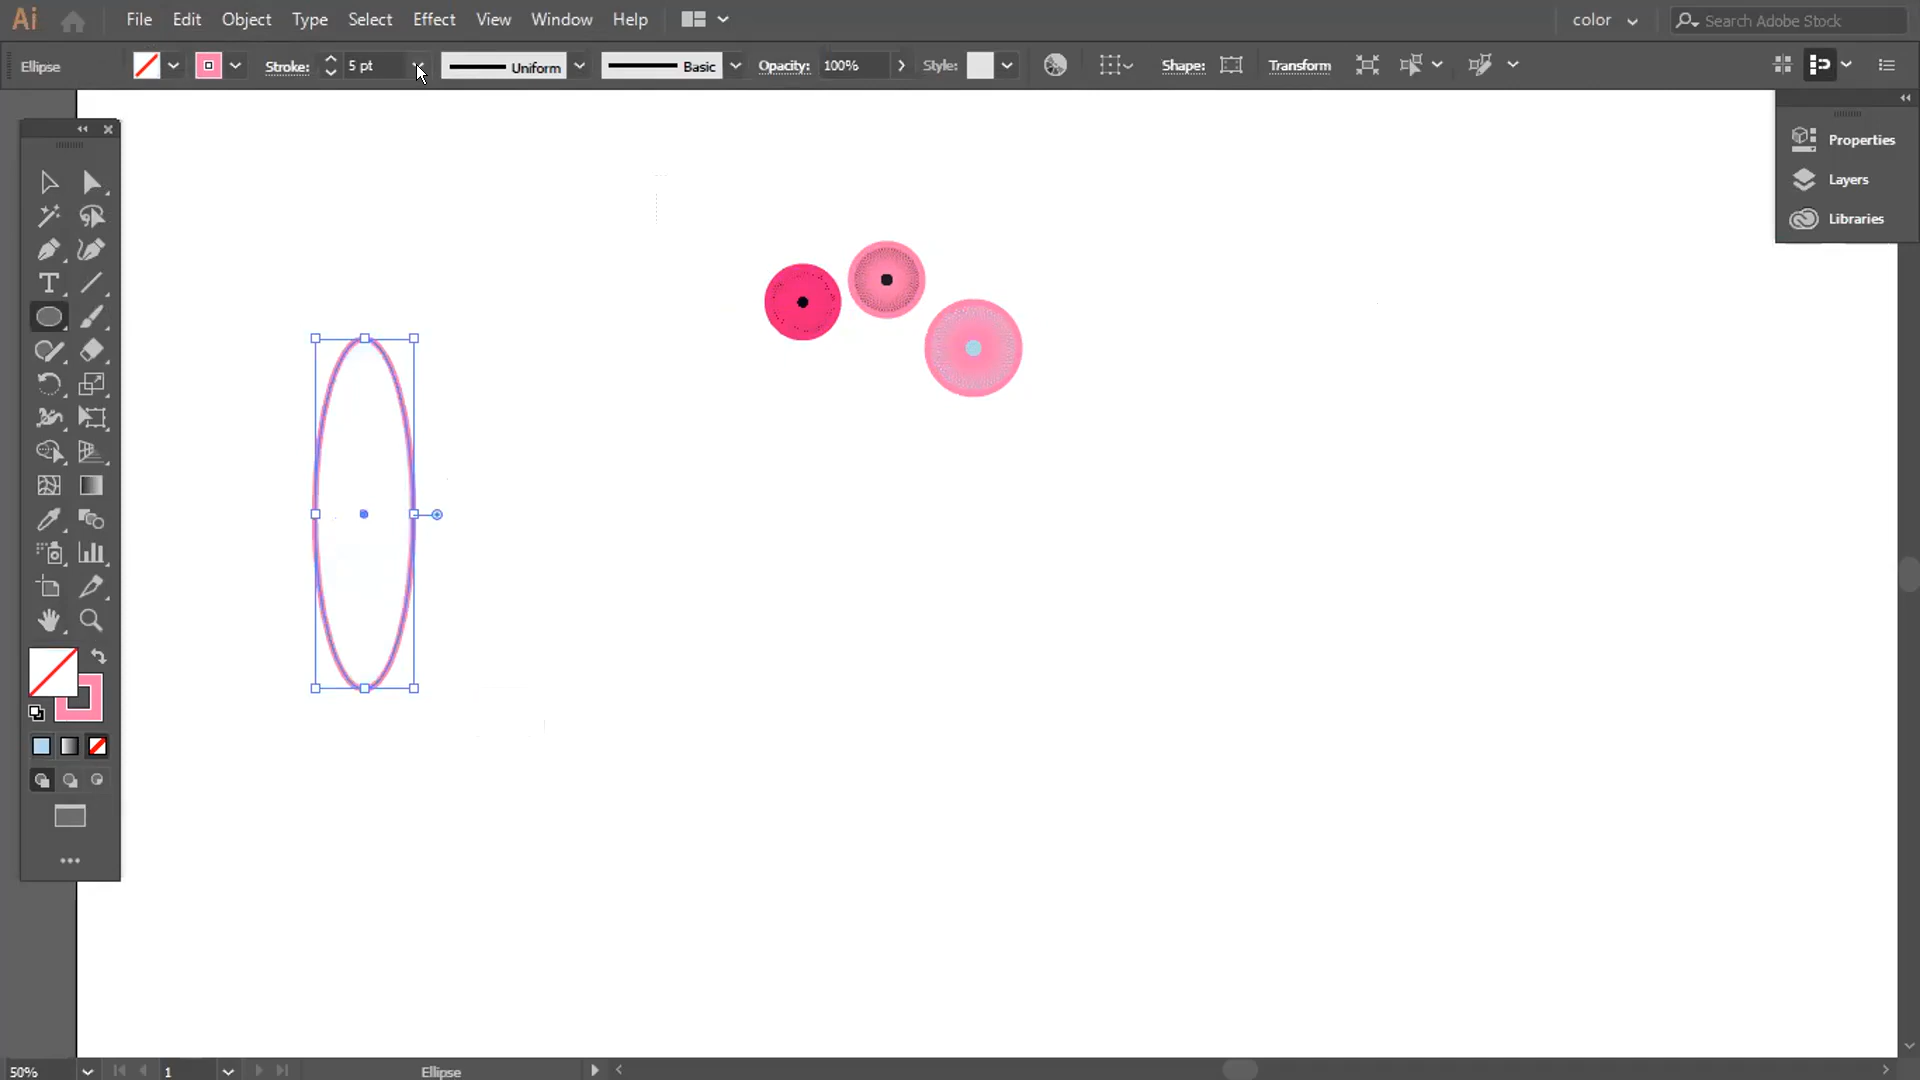 Ai File Edit Object Type Select Effect View Window Help color Search Adobe Stock
Ellipse Stroke: 5 pt Uniform Basic Opacity: 100% Style: Shape: Transform
Properties
Layers
Libraries
T
50% 1 Ellipse